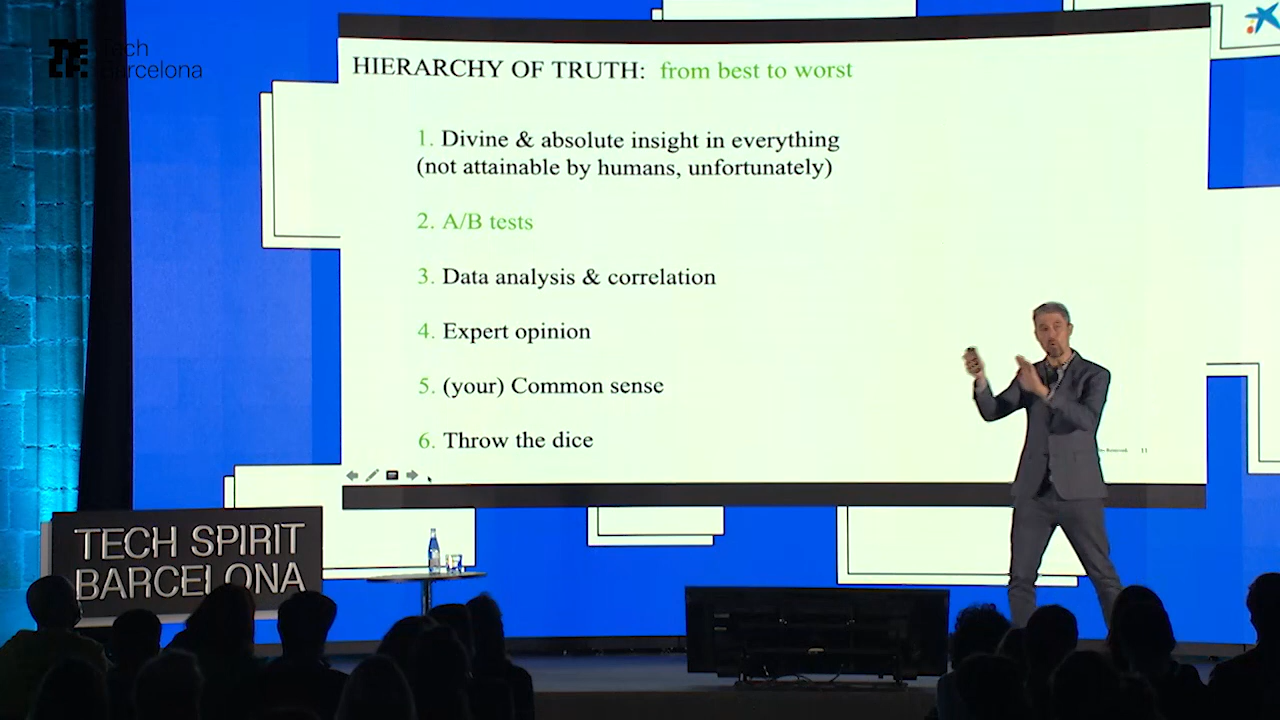 Tech
Barcelona
HIERARCHY OF TRUTH: from best to worst
1. Divine & absolute insight in everything
(not attainable by humans, unfortunately)
2. A/B tests
3. Data analysis & correlation
4. Expert opinion
5. (your) Common sense
6. Throw the dice
11
TECH SPIRIT
BARCELONA